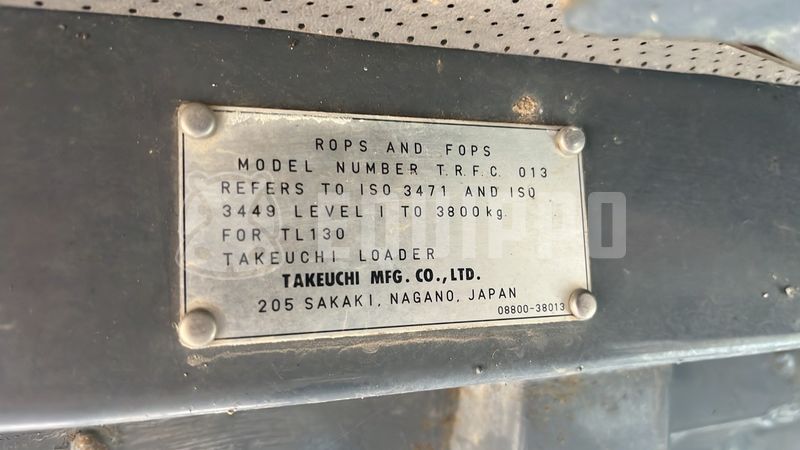 ROPS AND FOPS
MODEL NUMBER T.R.F.C. 013
REFERS TO ISO 3471 AND ISO
3449 LEVEL I TO 3800kg.
FOR TL130
TAKEUCHI LOADER
TAKEUCHI MFG. CO., LTD.
205 SAKAKI, NAGANO, JAPAN
08800-38013
EQUIPPO